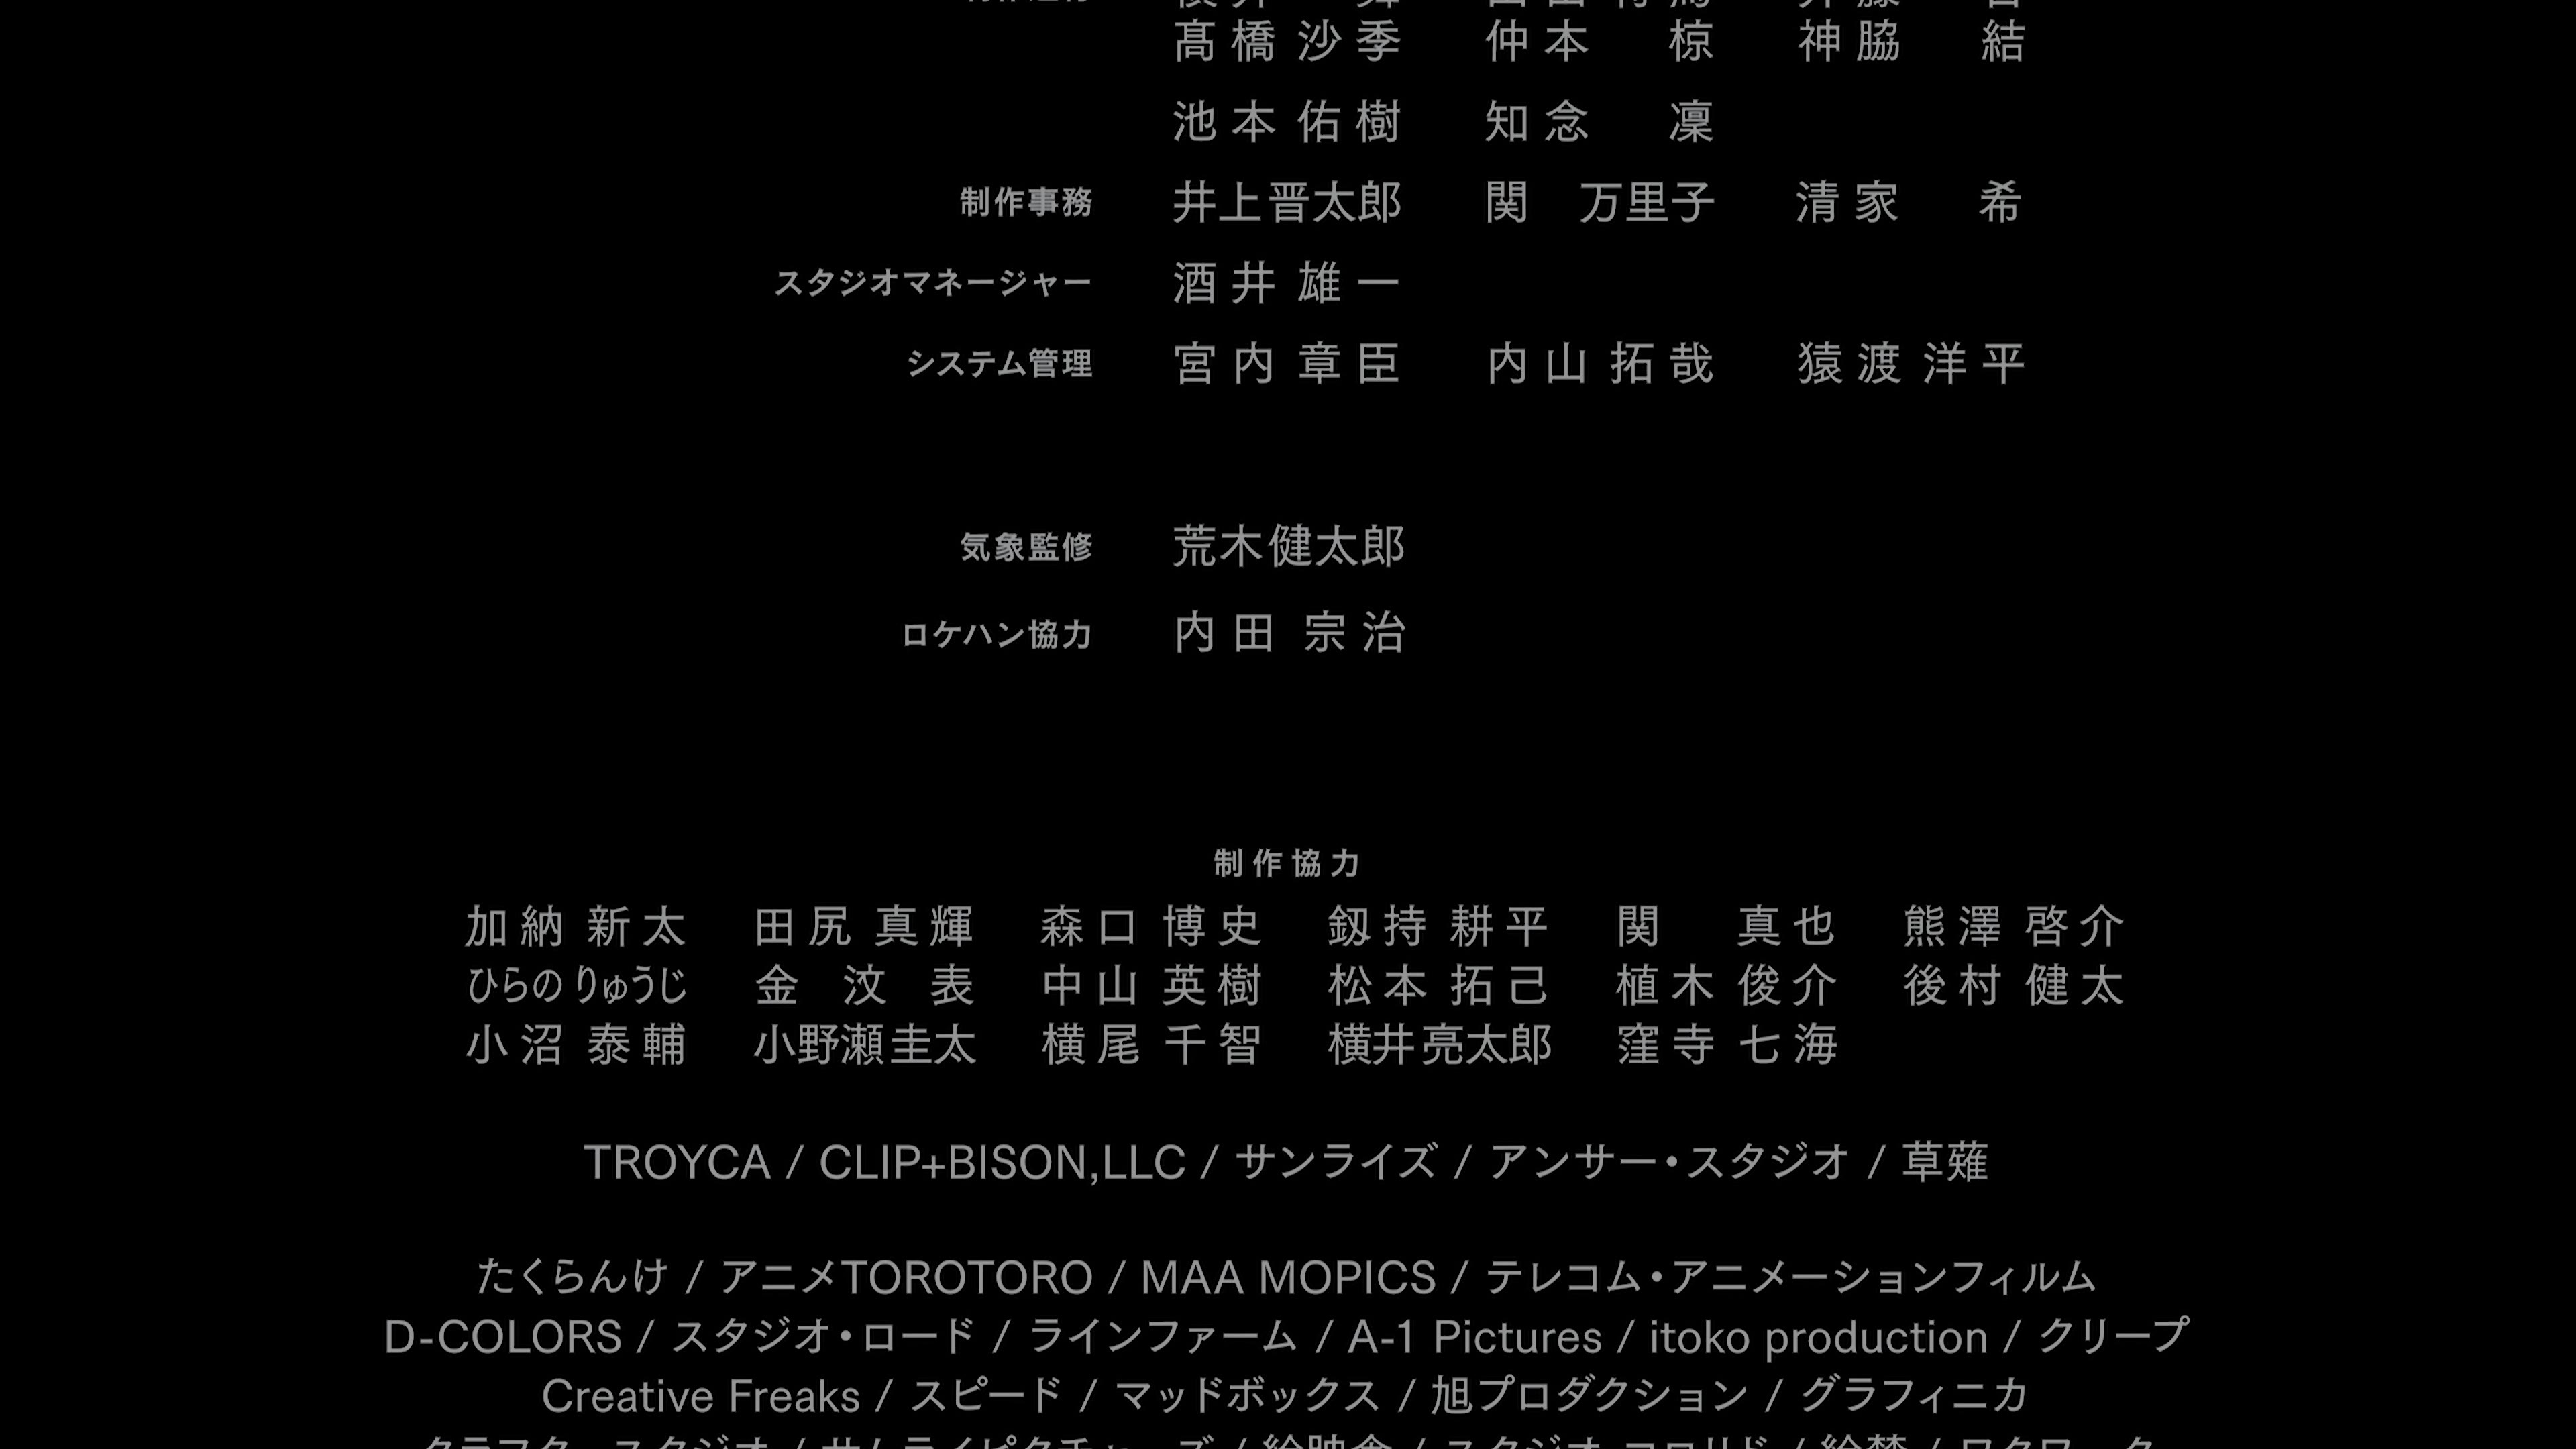 髙橋沙季 仲本 椋 神脇 結
池本佑樹 知念 凜
制作事務 井上晋太郎 関 万里子 清家 希
スタジオマネージャー 酒井雄一
システム管理 宮内章臣 内山拓哉 猿渡洋平
気象監修 荒木健太郎
ロケハン協力 内田宗治
制作協力
加納新太 田尻真輝 森口博史 釼持耕平 関 真也 熊澤啓介
ひらのりゅうじ 金 汶 表 中山英樹 松本拓己 植木俊介 後村健太
小沼泰輔 小野瀬圭太 横尾千智 横井亮太郎 窪寺七海
TROYCA / CLIP+BISON,LLC / サンライズ / アンサー・スタジオ / 草薙
たくらんけ / アニメTOROTORO / MAA MOPICS / テレコム・アニメーションフィルム
D-COLORS / スタジオ・ロード / ラインファーム / A-1 Pictures / itoko production / クリープ
Creative Freaks / スピード / マッドボックス / 旭プロダクション / グラフィニカ